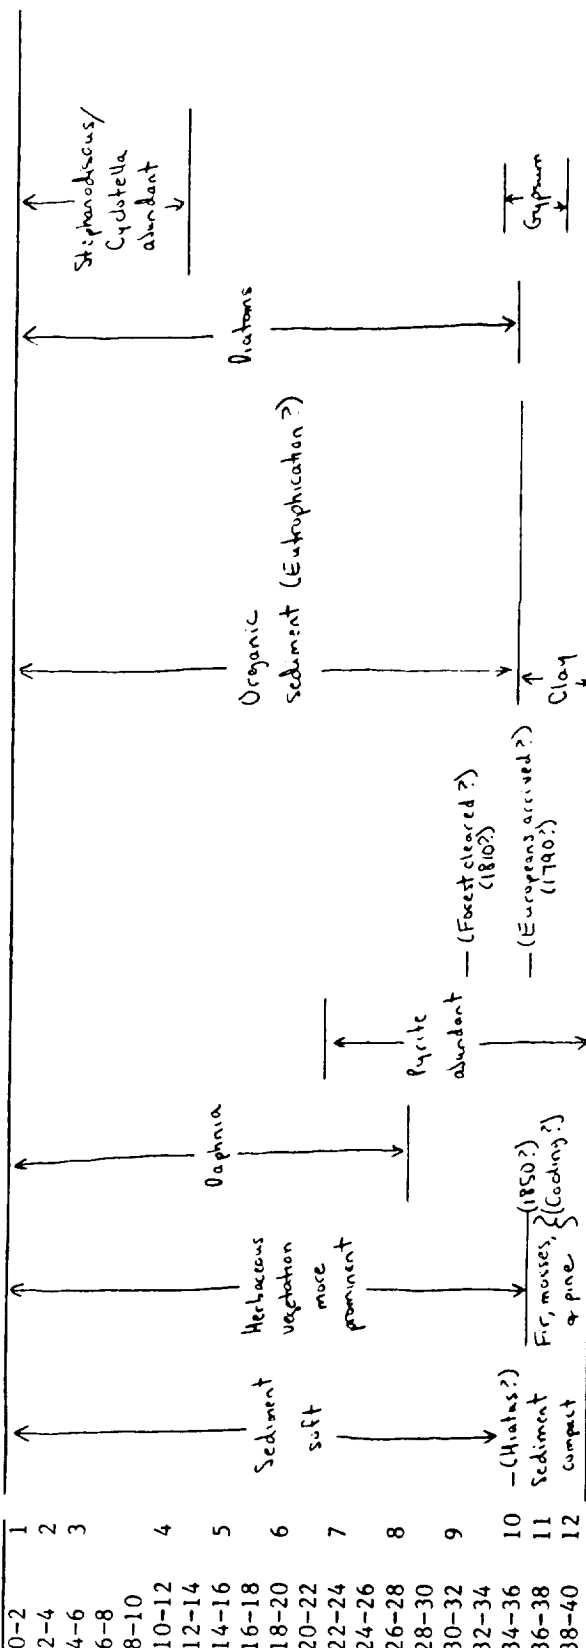 0-2 1
2-4 2
4-6 3
6-8
8-10
10-12 4
12-14
14-16 5
16-18
18-20 6
20-22
22-24 7
24-26
26-28 8
28-30
30-32 9
32-34
34-36 10
36-38 11
38-40 12
Sediment
soft
-(Hiatus?)
Sediment
compact
Herbaceous
vegetation
more
prominent
(1850?)
Fir, mosses, } (Cooling?)
& pine
Daphnia
Pyrite
abundant
-(Forest cleared?)
(1810?)
-(Europeans arrived?)
(1790?)
Organic
sediment (Eutrophication?)
Clay
Diatoms
Stephanodiscus/
Cyclotella
abundant
Gypsum